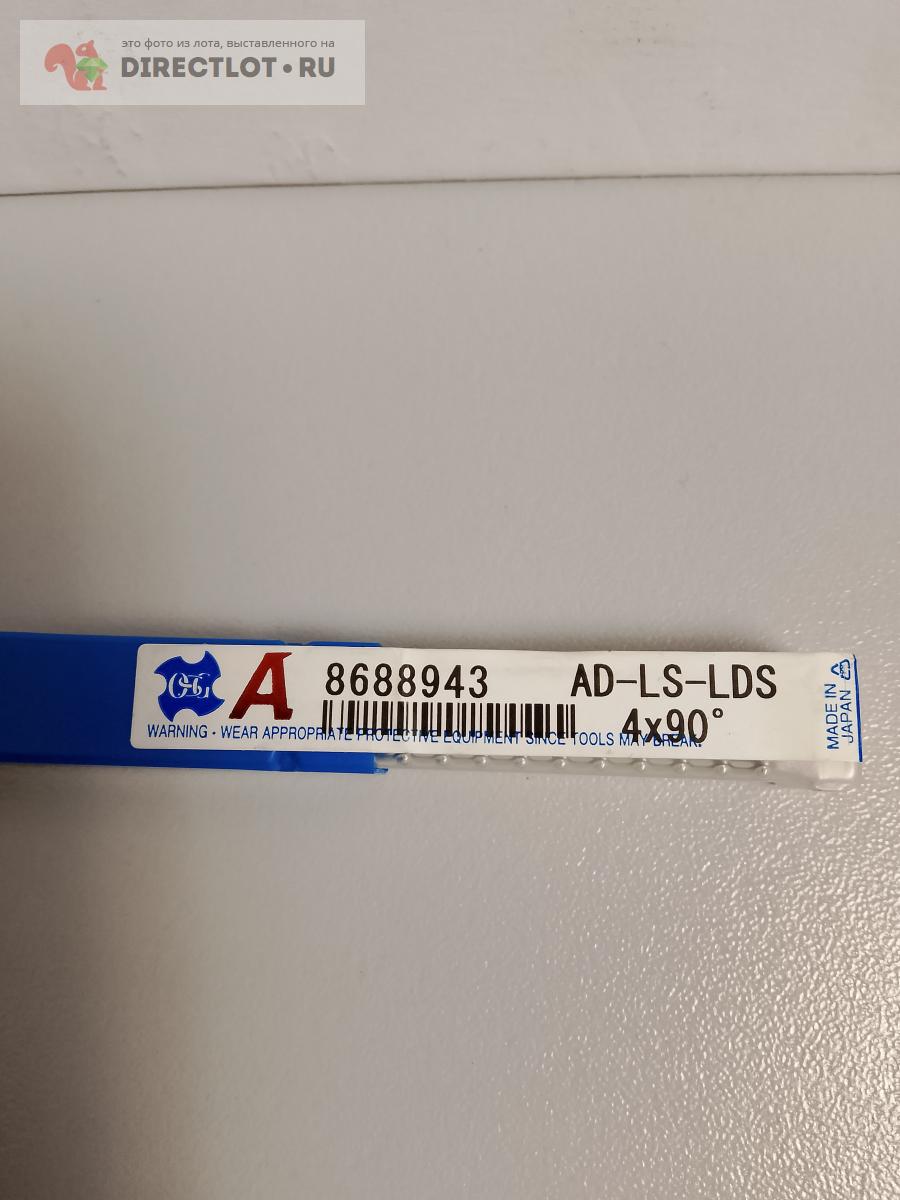 это фото из лота, выставленного на
DIRECTLOT • RU
OSG A 8688943 AD-LS-LDS
4x90°
WARNING • WEAR APPROPRIATE PROTECTIVE EQUIPMENT SINCE TOOLS MAY BREAK.
MADE IN
JAPAN